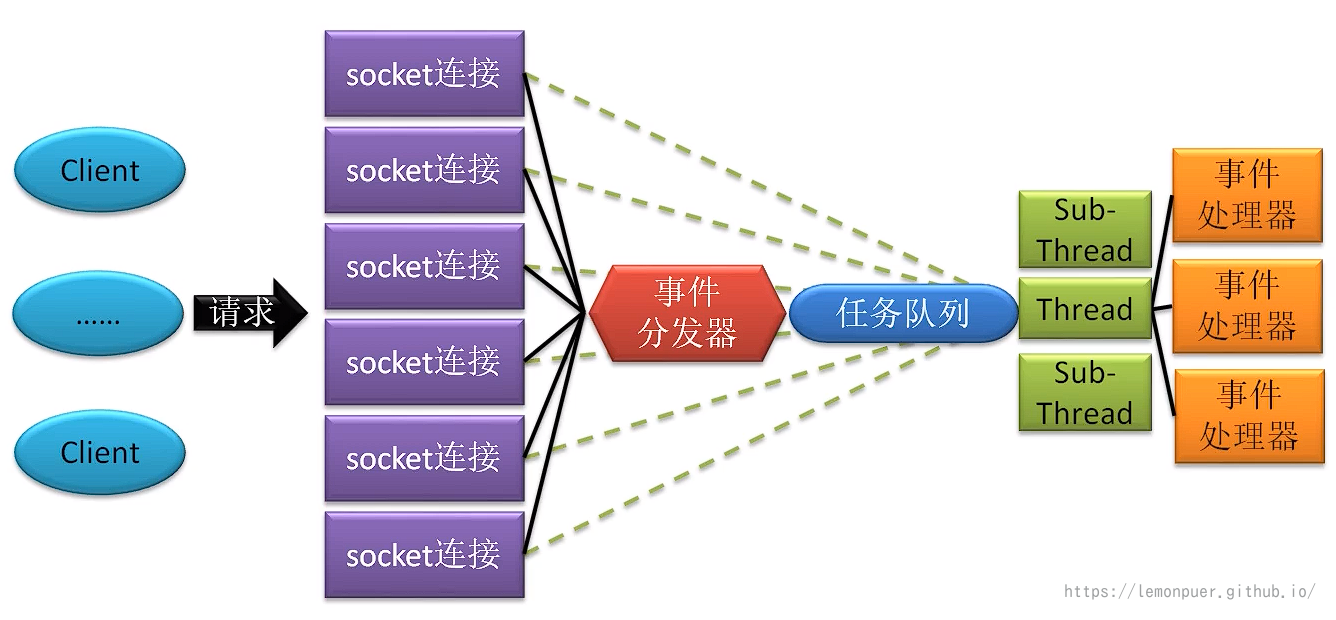 Client
……
Client
请求
socket连接
socket连接
socket连接
socket连接
socket连接
socket连接
事件
分发器
任务队列
Sub-
Thread
Thread
Sub-
Thread
事件
处理器
事件
处理器
事件
处理器
https://lemonpuer.github.io/